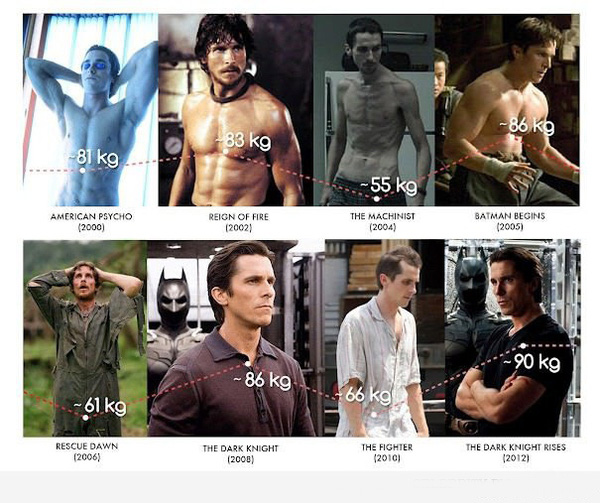 ~81 kg
~83 kg
~55 kg
~86 kg
AMERICAN PSYCHO
(2000)
REIGN OF FIRE
(2002)
THE MACHINIST
(2004)
BATMAN BEGINS
(2005)
~61 kg
~86 kg
~66 kg
~90 kg
RESCUE DAWN
(2006)
THE DARK KNIGHT
(2008)
THE FIGHTER
(2010)
THE DARK KNIGHT RISES
(2012)